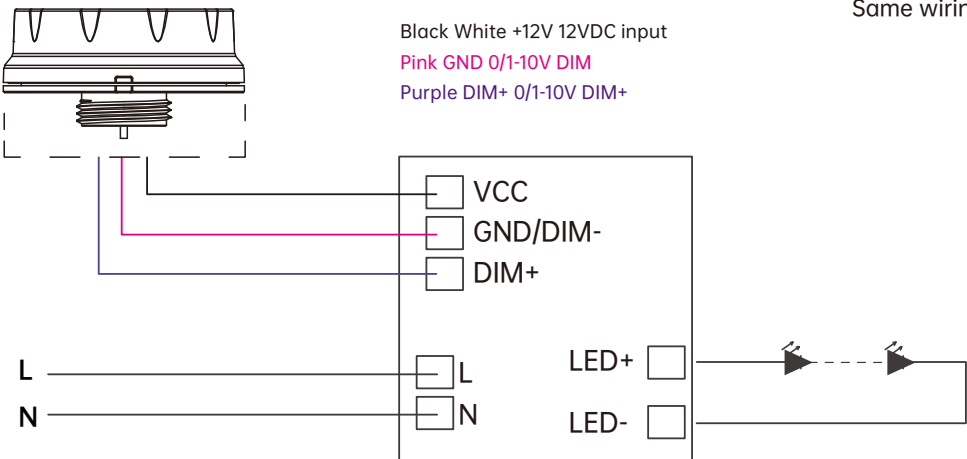 Same wirin
Black White +12V 12VDC input
Pink GND 0/1-10V DIM
Purple DIM+ 0/1-10V DIM+
VCC
GND/DIM-
DIM+
L
L
N
N
LED+
LED-